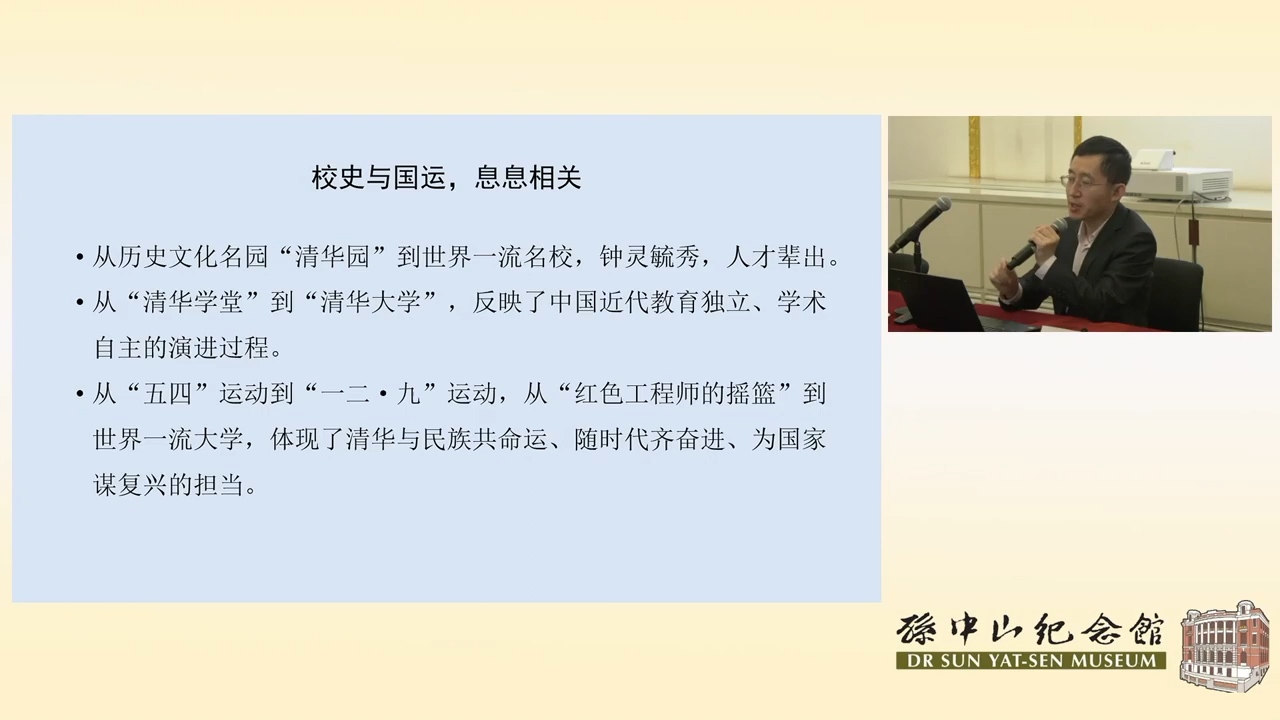 校史与国运，息息相关
• 从历史文化名园“清华园”到世界一流名校，钟灵毓秀，人才辈出。
• 从“清华学堂”到“清华大学”，反映了中国近代教育独立、学术
自主的演进过程。
• 从“五四”运动到“一二·九”运动，从“红色工程师的摇篮”到
世界一流大学，体现了清华与民族共命运、随时代齐奋进、为国家
谋复兴的担当。
孫中山紀念館
DR SUN YAT-SEN MUSEUM